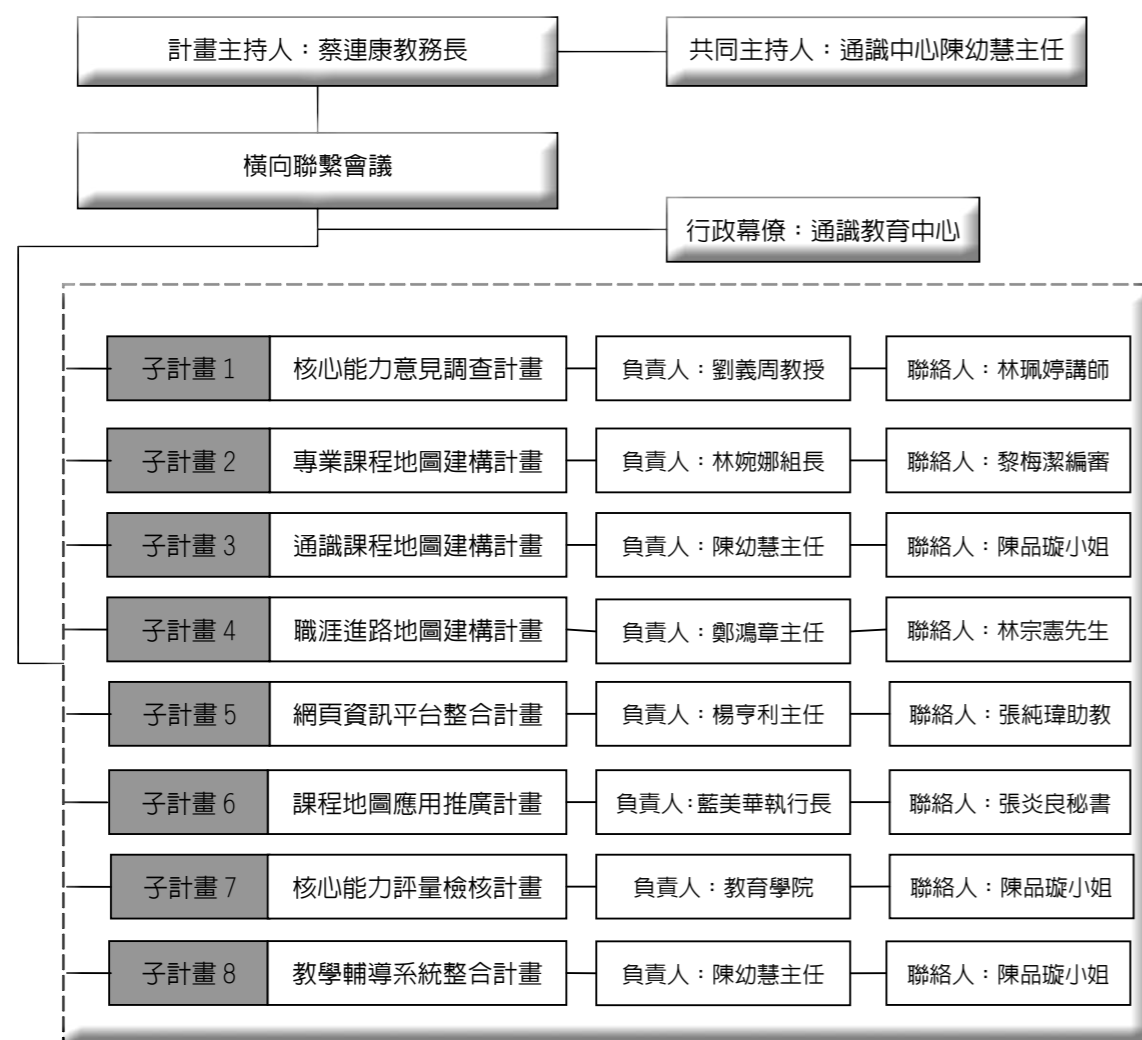 計畫主持人：蔡連康教務長
共同主持人：通識中心陳幼慧主任
橫向聯繫會議
行政幕僚：通識教育中心
子計畫 1 核心能力意見調查計畫 負責人：劉義周教授 聯絡人：林珮婷講師
子計畫 2 專業課程地圖建構計畫 負責人：林婉娜組長 聯絡人：黎梅潔編審
子計畫 3 通識課程地圖建構計畫 負責人：陳幼慧主任 聯絡人：陳品璇小姐
子計畫 4 職涯進路地圖建構計畫 負責人：鄭鴻章主任 聯絡人：林宗憲先生
子計畫 5 網頁資訊平台整合計畫 負責人：楊亨利主任 聯絡人：張純瑋助教
子計畫 6 課程地圖應用推廣計畫 負責人：藍美華執行長 聯絡人：張炎良秘書
子計畫 7 核心能力評量檢核計畫 負責人：教育學院 聯絡人：陳品璇小姐
子計畫 8 教學輔導系統整合計畫 負責人：陳幼慧主任 聯絡人：陳品璇小姐